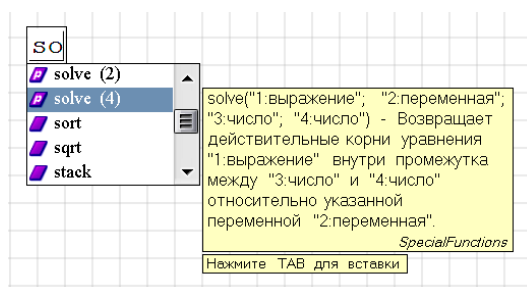 so
solve (2)
solve (4)
sort
sqrt
stack
solve("1:выражение"; "2:переменная";
"3:число"; "4:число") - Возвращает
действительные корни уравнения
"1:выражение" внутри промежутка
между "3:число" и "4:число"
относительно указанной
переменной "2:переменная".
SpecialFunctions
Нажмите TAB для вставки